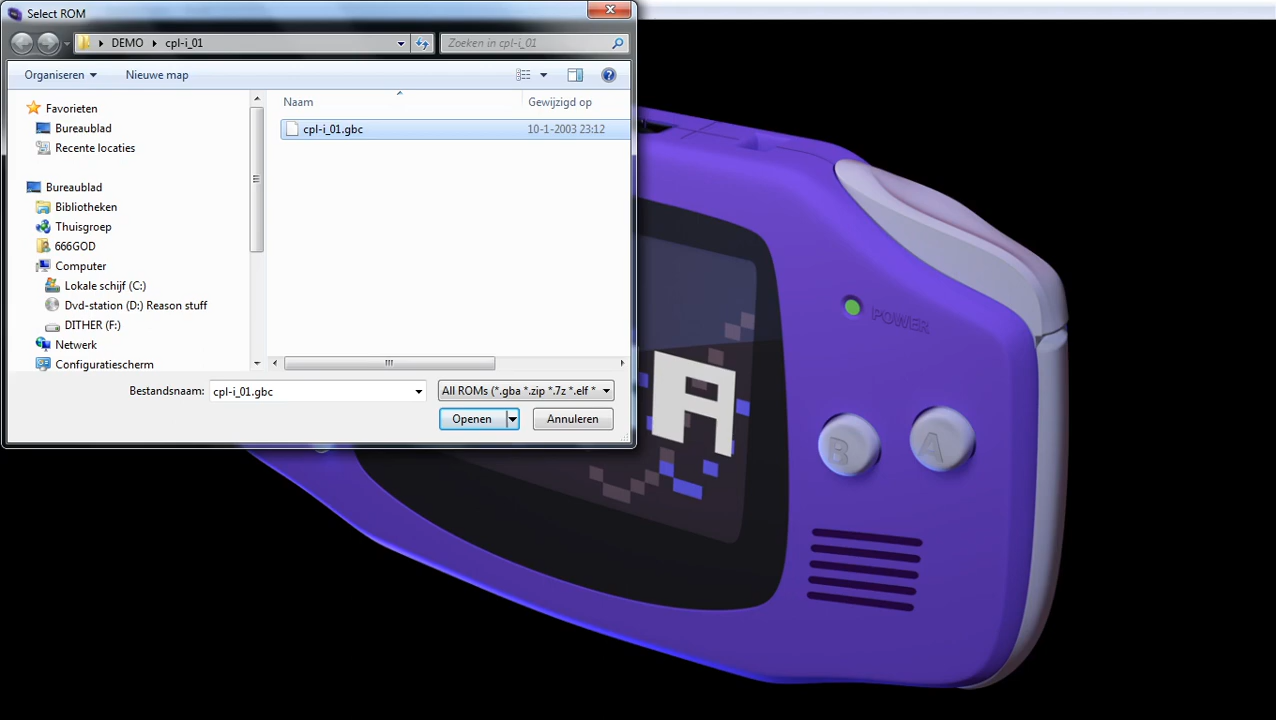 Select ROM
DEMO cpl-i_01
Zoeken in cpl-i_01
Organiseren
Nieuwe map
Naam
Gewijzigd op
Favorieten
Bureaublad
Recente locaties
Bureaublad
Bibliotheken
Thuisgroep
666GOD
Computer
Lokale schijf (C:)
Dvd-station (D:) Reason stuff
DITHER (F:)
Netwerk
Configuratiescherm
cpl-i_01.gbc
10-1-2003 23:12
Bestandsnaam:
cpl-i_01.gbc
All ROMs (*.gba *.zip *.7z *.elf *
Openen
Annuleren
POWER
A
B
A